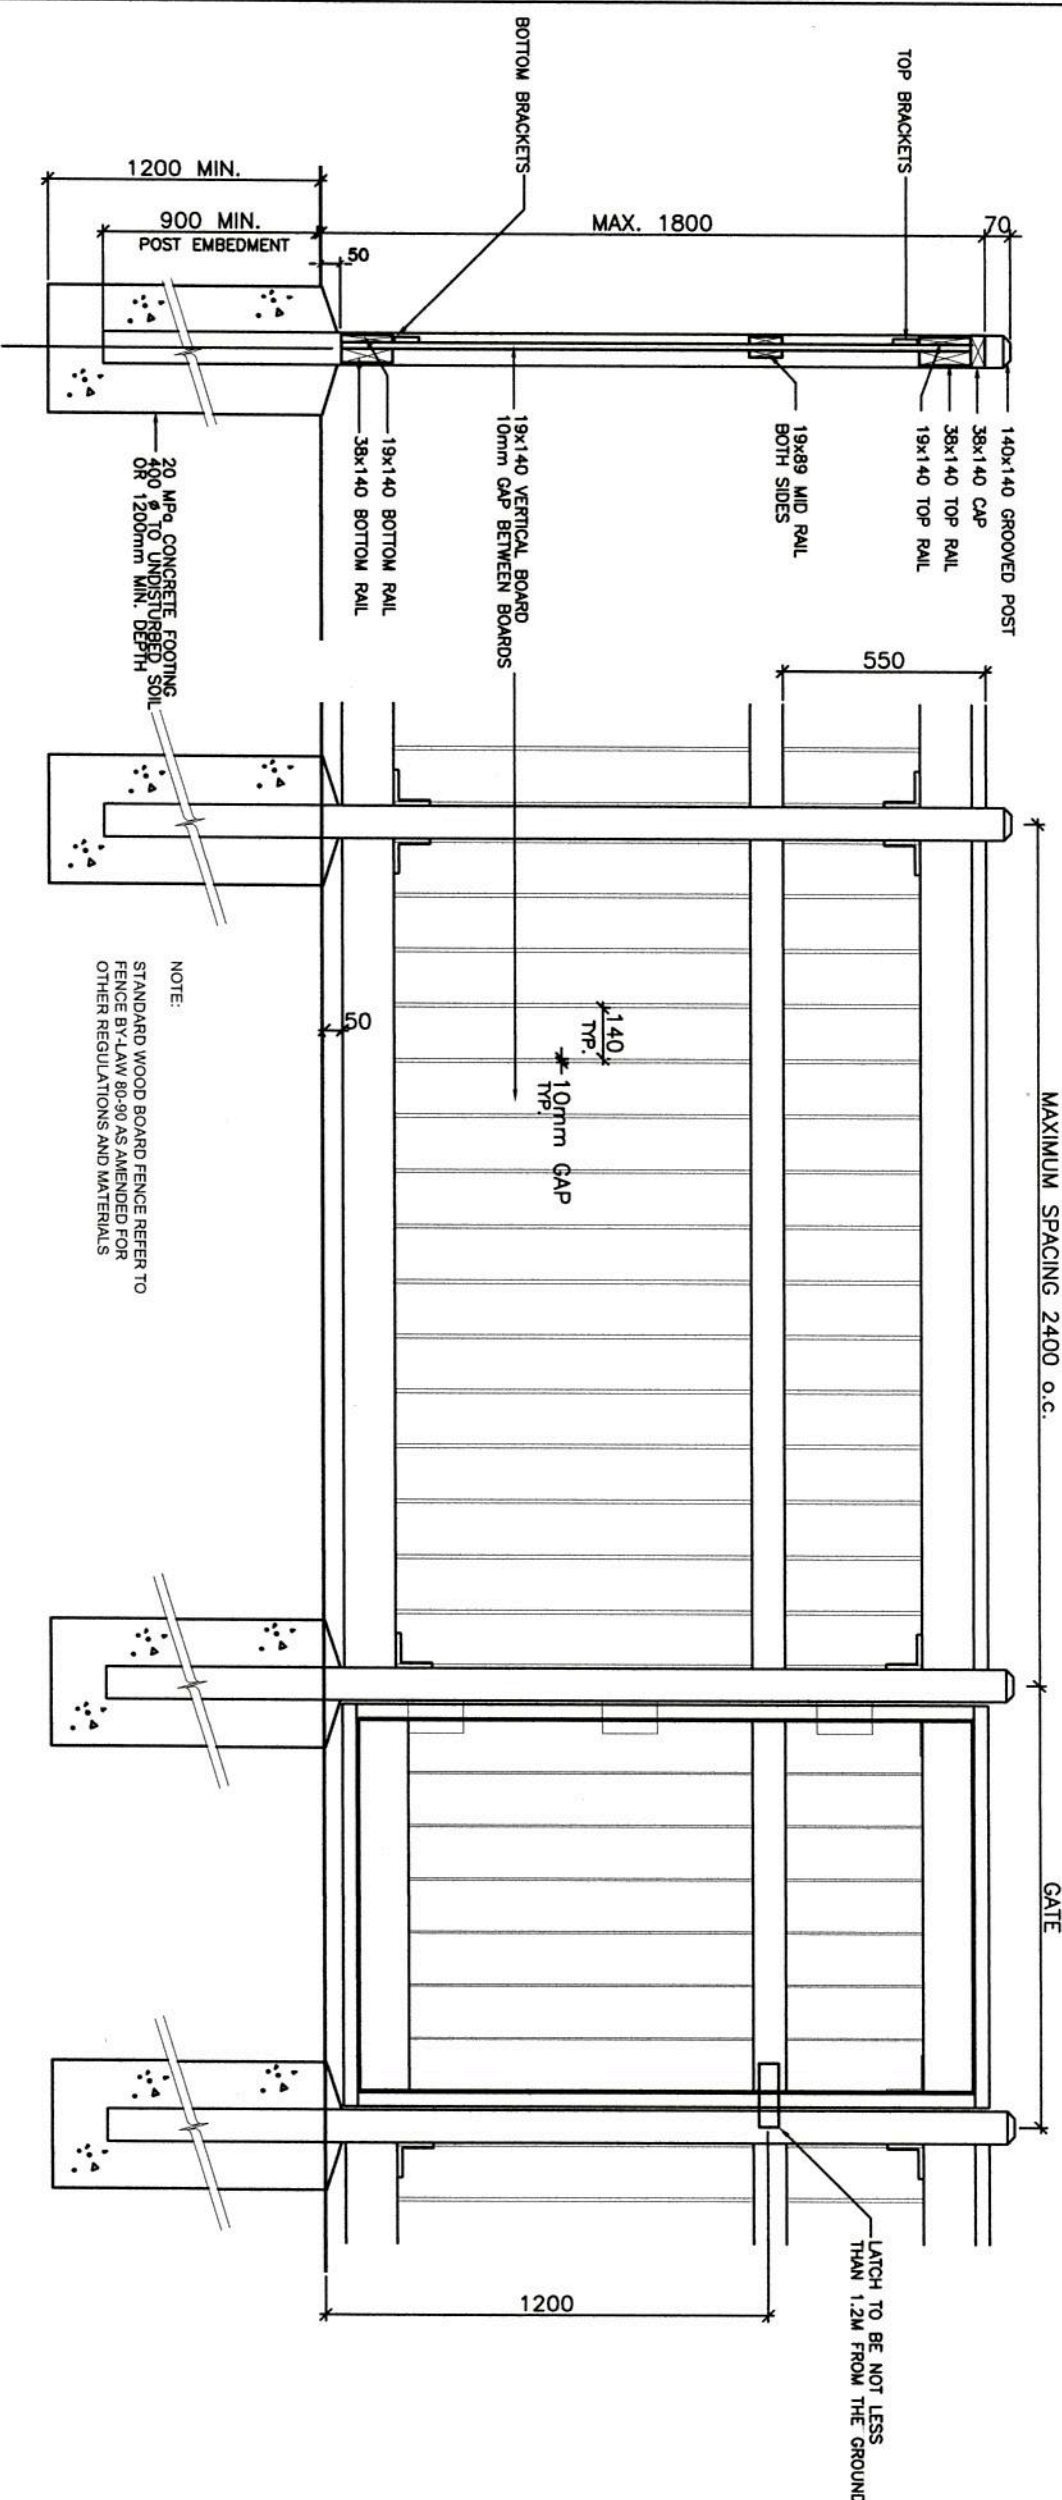 MAXIMUM SPACING 2400 o.c.
GATE
140x140 GROOVED POST
38x140 CAP
38x140 TOP RAIL
19x140 TOP RAIL
TOP BRACKETS
70
550
LATCH TO BE NOT LESS
THAN 1.2M FROM THE GROUND
19x89 MID RAIL
BOTH SIDES
MAX. 1800
140
TYP.
10mm GAP
TYP.
19x140 VERTICAL BOARD
10mm GAP BETWEEN BOARDS
BOTTOM BRACKETS
1200
19x140 BOTTOM RAIL
38x140 BOTTOM RAIL
50
50
900 MIN.
POST EMBEDMENT
1200 MIN.
20 MPa CONCRETE FOOTING
400 ø TO UNDISTURBED SOIL
OR 1200mm MIN. DEPTH
NOTE:
STANDARD WOOD BOARD FENCE REFER TO
FENCE BY-LAW 80-90 AS AMENDED FOR
OTHER REGULATIONS AND MATERIALS